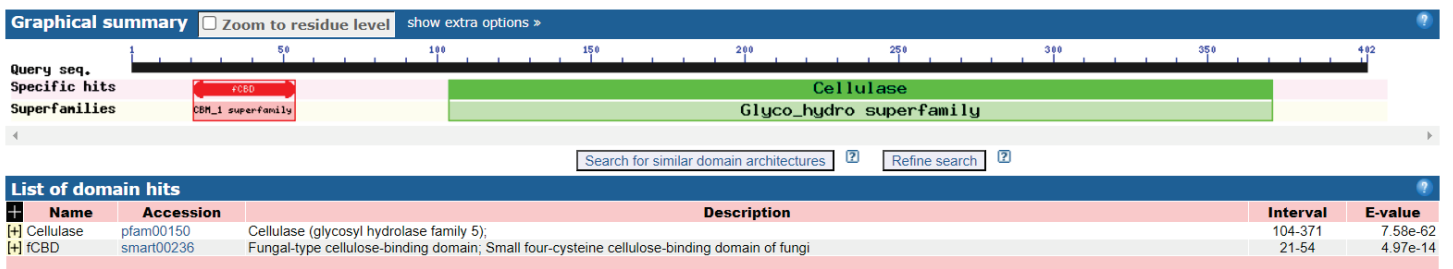 Graphical summary Zoom to residue level show extra options » ?
1 50 100 150 200 250 300 350 402
Query seq.
Specific hits fCBD Cellulase
Superfamilies CBM_1 superfamily Glyco_hydro superfamily
Search for similar domain architectures ? Refine search ?
List of domain hits ?
+ Name Accession Description Interval E-value
[+] Cellulase pfam00150 Cellulase (glycosyl hydrolase family 5); 104-371 7.58e-62
[+] fCBD smart00236 Fungal-type cellulose-binding domain; Small four-cysteine cellulose-binding domain of fungi 21-54 4.97e-14